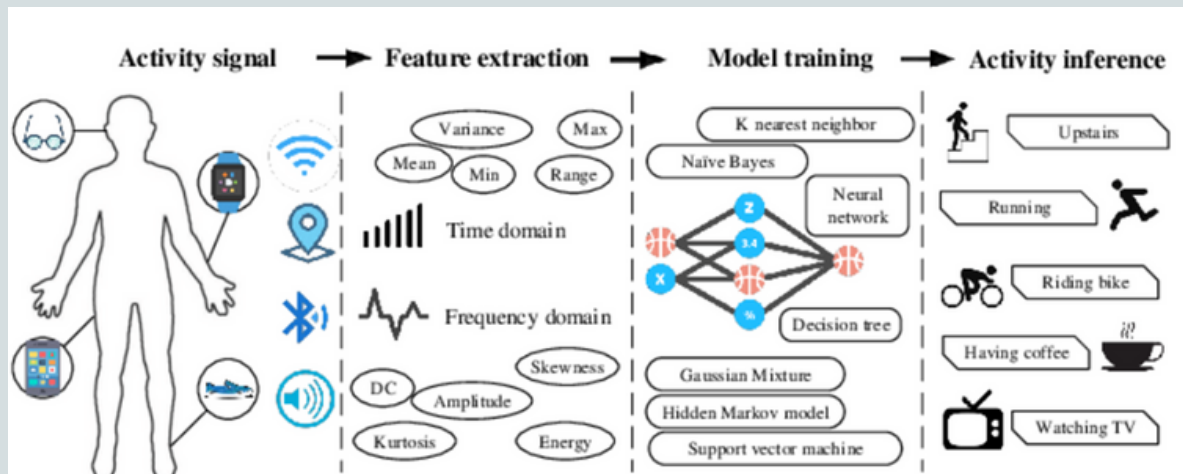 Activity signal
Feature extraction
Model training
Activity inference
Variance
Max
Mean
Min
Range
Time domain
Frequency domain
Skewness
DC
Amplitude
Kurtosis
Energy
K nearest neighbor
Naïve Bayes
Neural
network
Z
3.4
X
%
Decision tree
Gaussian Mixture
Hidden Markov model
Support vector machine
Upstairs
Running
Riding bike
Having coffee
Watching TV